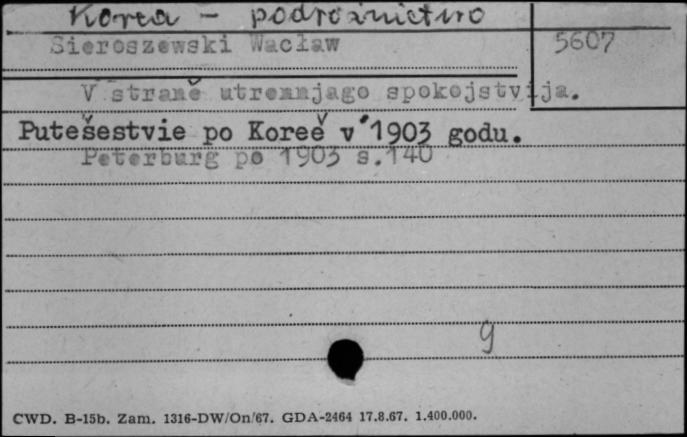 Korea - podróżnictwo
Sieroszewski Wacław 5607
V straně utrennjago spokojstvija.
Putešestvie po Koreě v 1903 godu.
Peterburg po 1903 s.140
9
CWD. B-15b. Zam. 1316-DW/On/67. GDA-2464 17.8.67. 1.400.000.